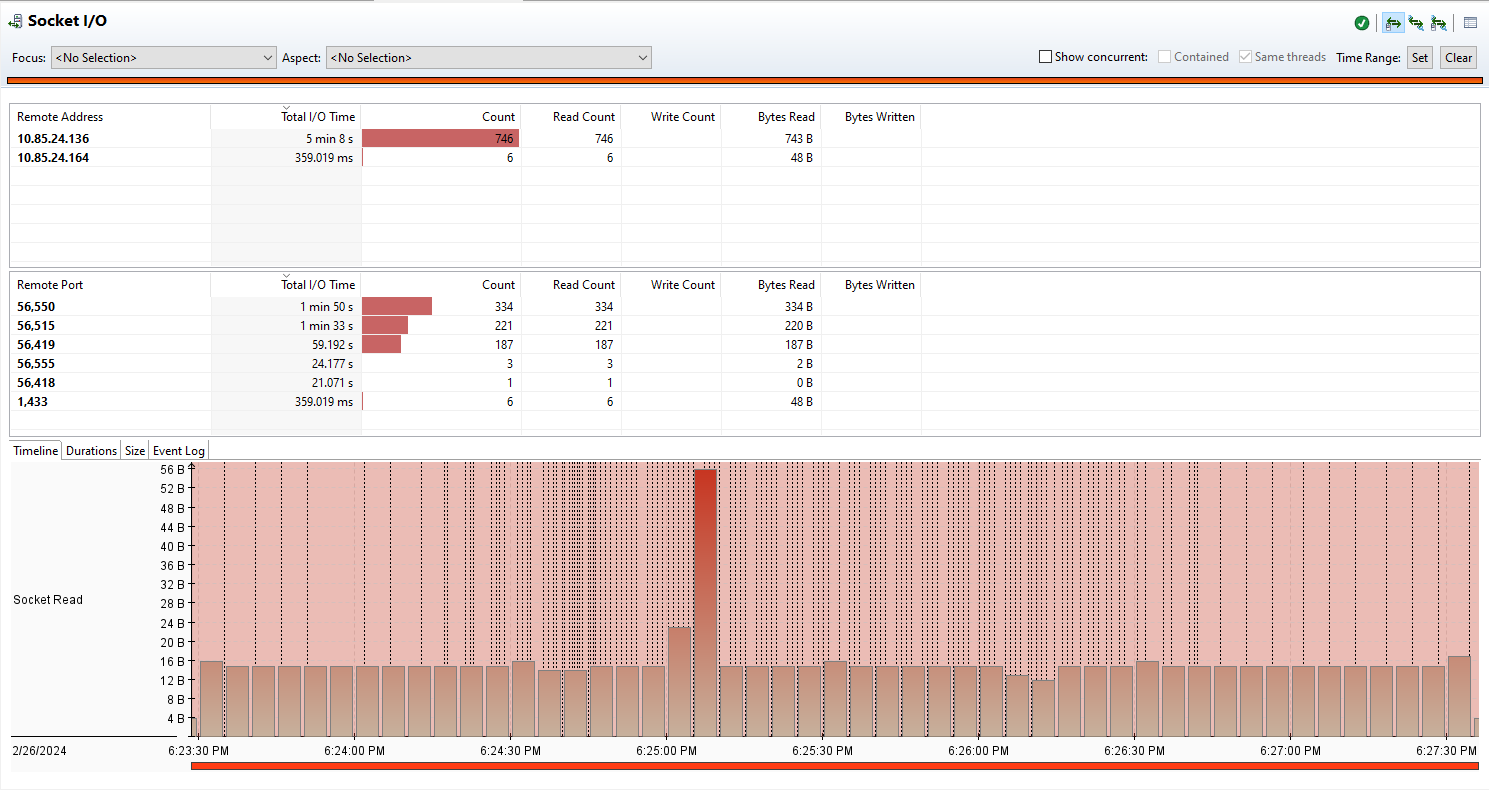 Socket I/O
Focus: <No Selection> Aspect: <No Selection> Show concurrent: Contained Same threads Time Range: Set Clear
Remote Address Total I/O Time Count Read Count Write Count Bytes Read Bytes Written
10.85.24.136 5 min 8 s 746 746 743 B
10.85.24.164 359.019 ms 6 6 48 B
Remote Port Total I/O Time Count Read Count Write Count Bytes Read Bytes Written
56,550 1 min 50 s 334 334 334 B
56,515 1 min 33 s 221 221 220 B
56,419 59.192 s 187 187 187 B
56,555 24.177 s 3 3 2 B
56,418 21.071 s 1 1 0 B
1,433 359.019 ms 6 6 48 B
Timeline Durations Size Event Log
56 B
52 B
48 B
44 B
40 B
36 B
32 B
28 B
24 B
20 B
16 B
12 B
8 B
4 B
Socket Read
2/26/2024 6:23:30 PM 6:24:00 PM 6:24:30 PM 6:25:00 PM 6:25:30 PM 6:26:00 PM 6:26:30 PM 6:27:00 PM 6:27:30 PM